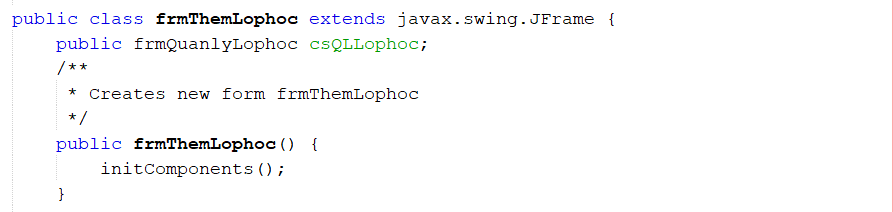 public class frmThemLophoc extends javax.swing.JFrame {
    public frmQuanlyLophoc csQLLophoc;
    /**
     * Creates new form frmThemLophoc
     */
    public frmThemLophoc() {
        initComponents();
    }